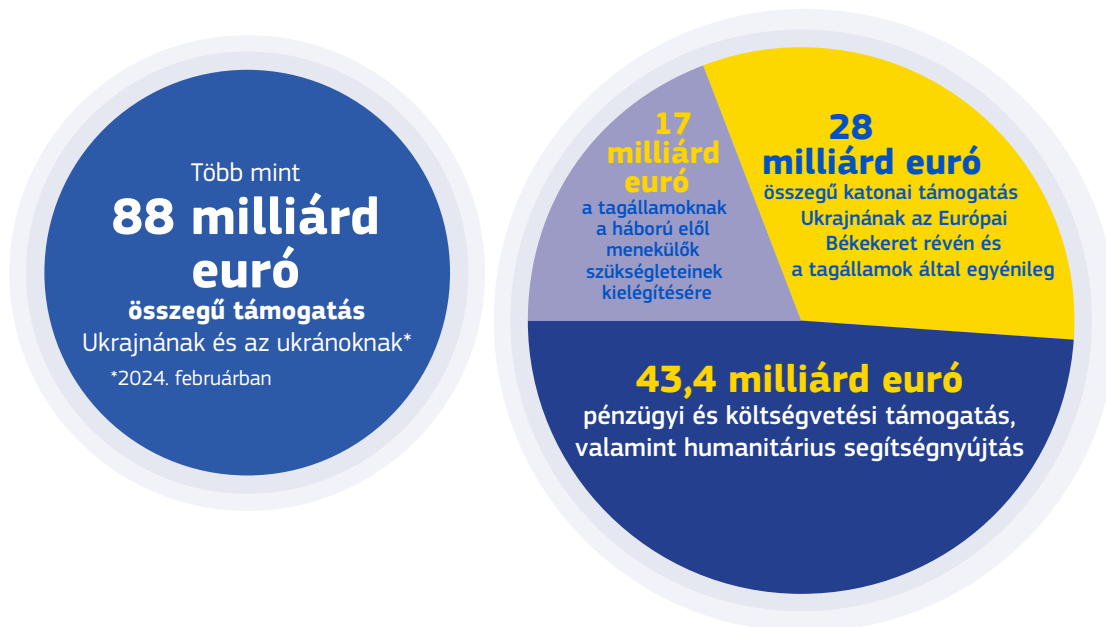 Több mint
88 milliárd
euró
összegű támogatás
Ukrajnának és az ukránoknak*
*2024. februárban
17
milliárd
euró
a tagállamoknak
a háború elől
menekülők
szükségleteinek
kielégítésére
28
milliárd euró
összegű katonai támogatás
Ukrajnának az Európai
Békekeret révén és
a tagállamok által egyénileg
43,4 milliárd euró
pénzügyi és költségvetési támogatás,
valamint humanitárius segítségnyújtás